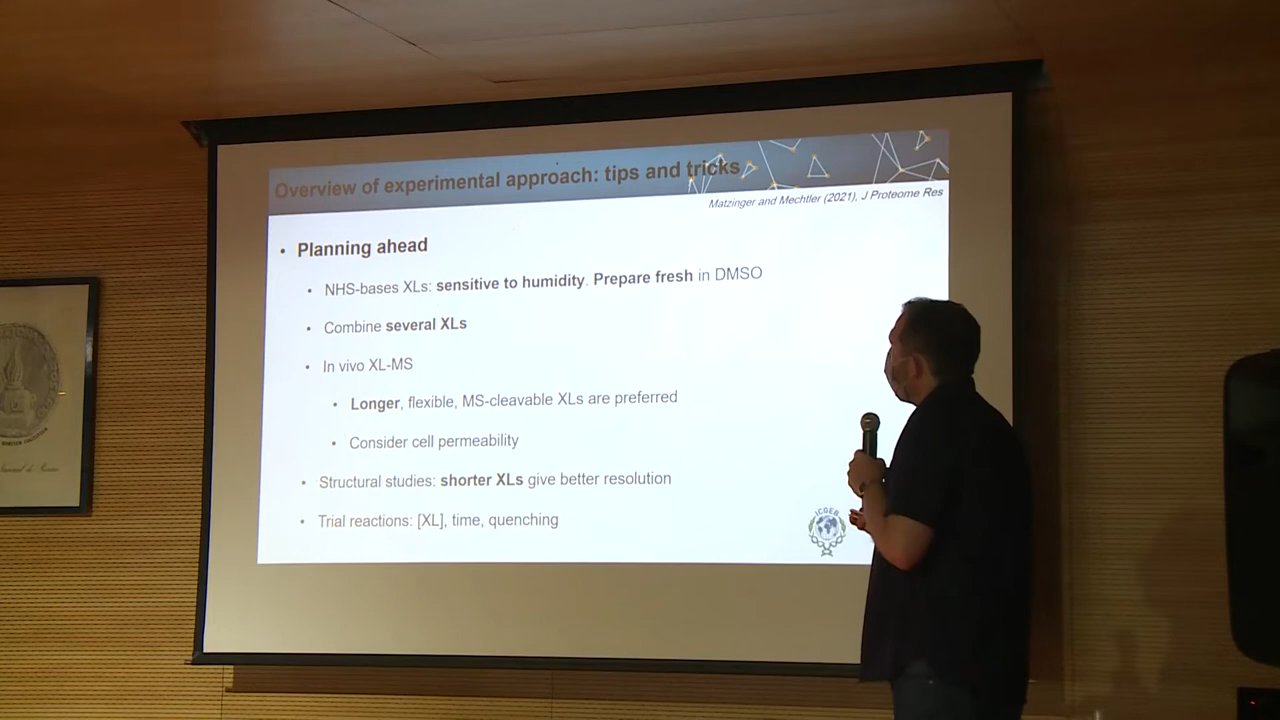 Overview of experimental approach: tips and tricks
Matzinger and Mechtler (2021), J Proteome Res
• Planning ahead
• NHS-bases XLs: sensitive to humidity. Prepare fresh in DMSO
• Combine several XLs
• In vivo XL-MS
• Longer, flexible, MS-cleavable XLs are preferred
• Consider cell permeability
• Structural studies: shorter XLs give better resolution
• Trial reactions: [XL], time, quenching
ICGEB